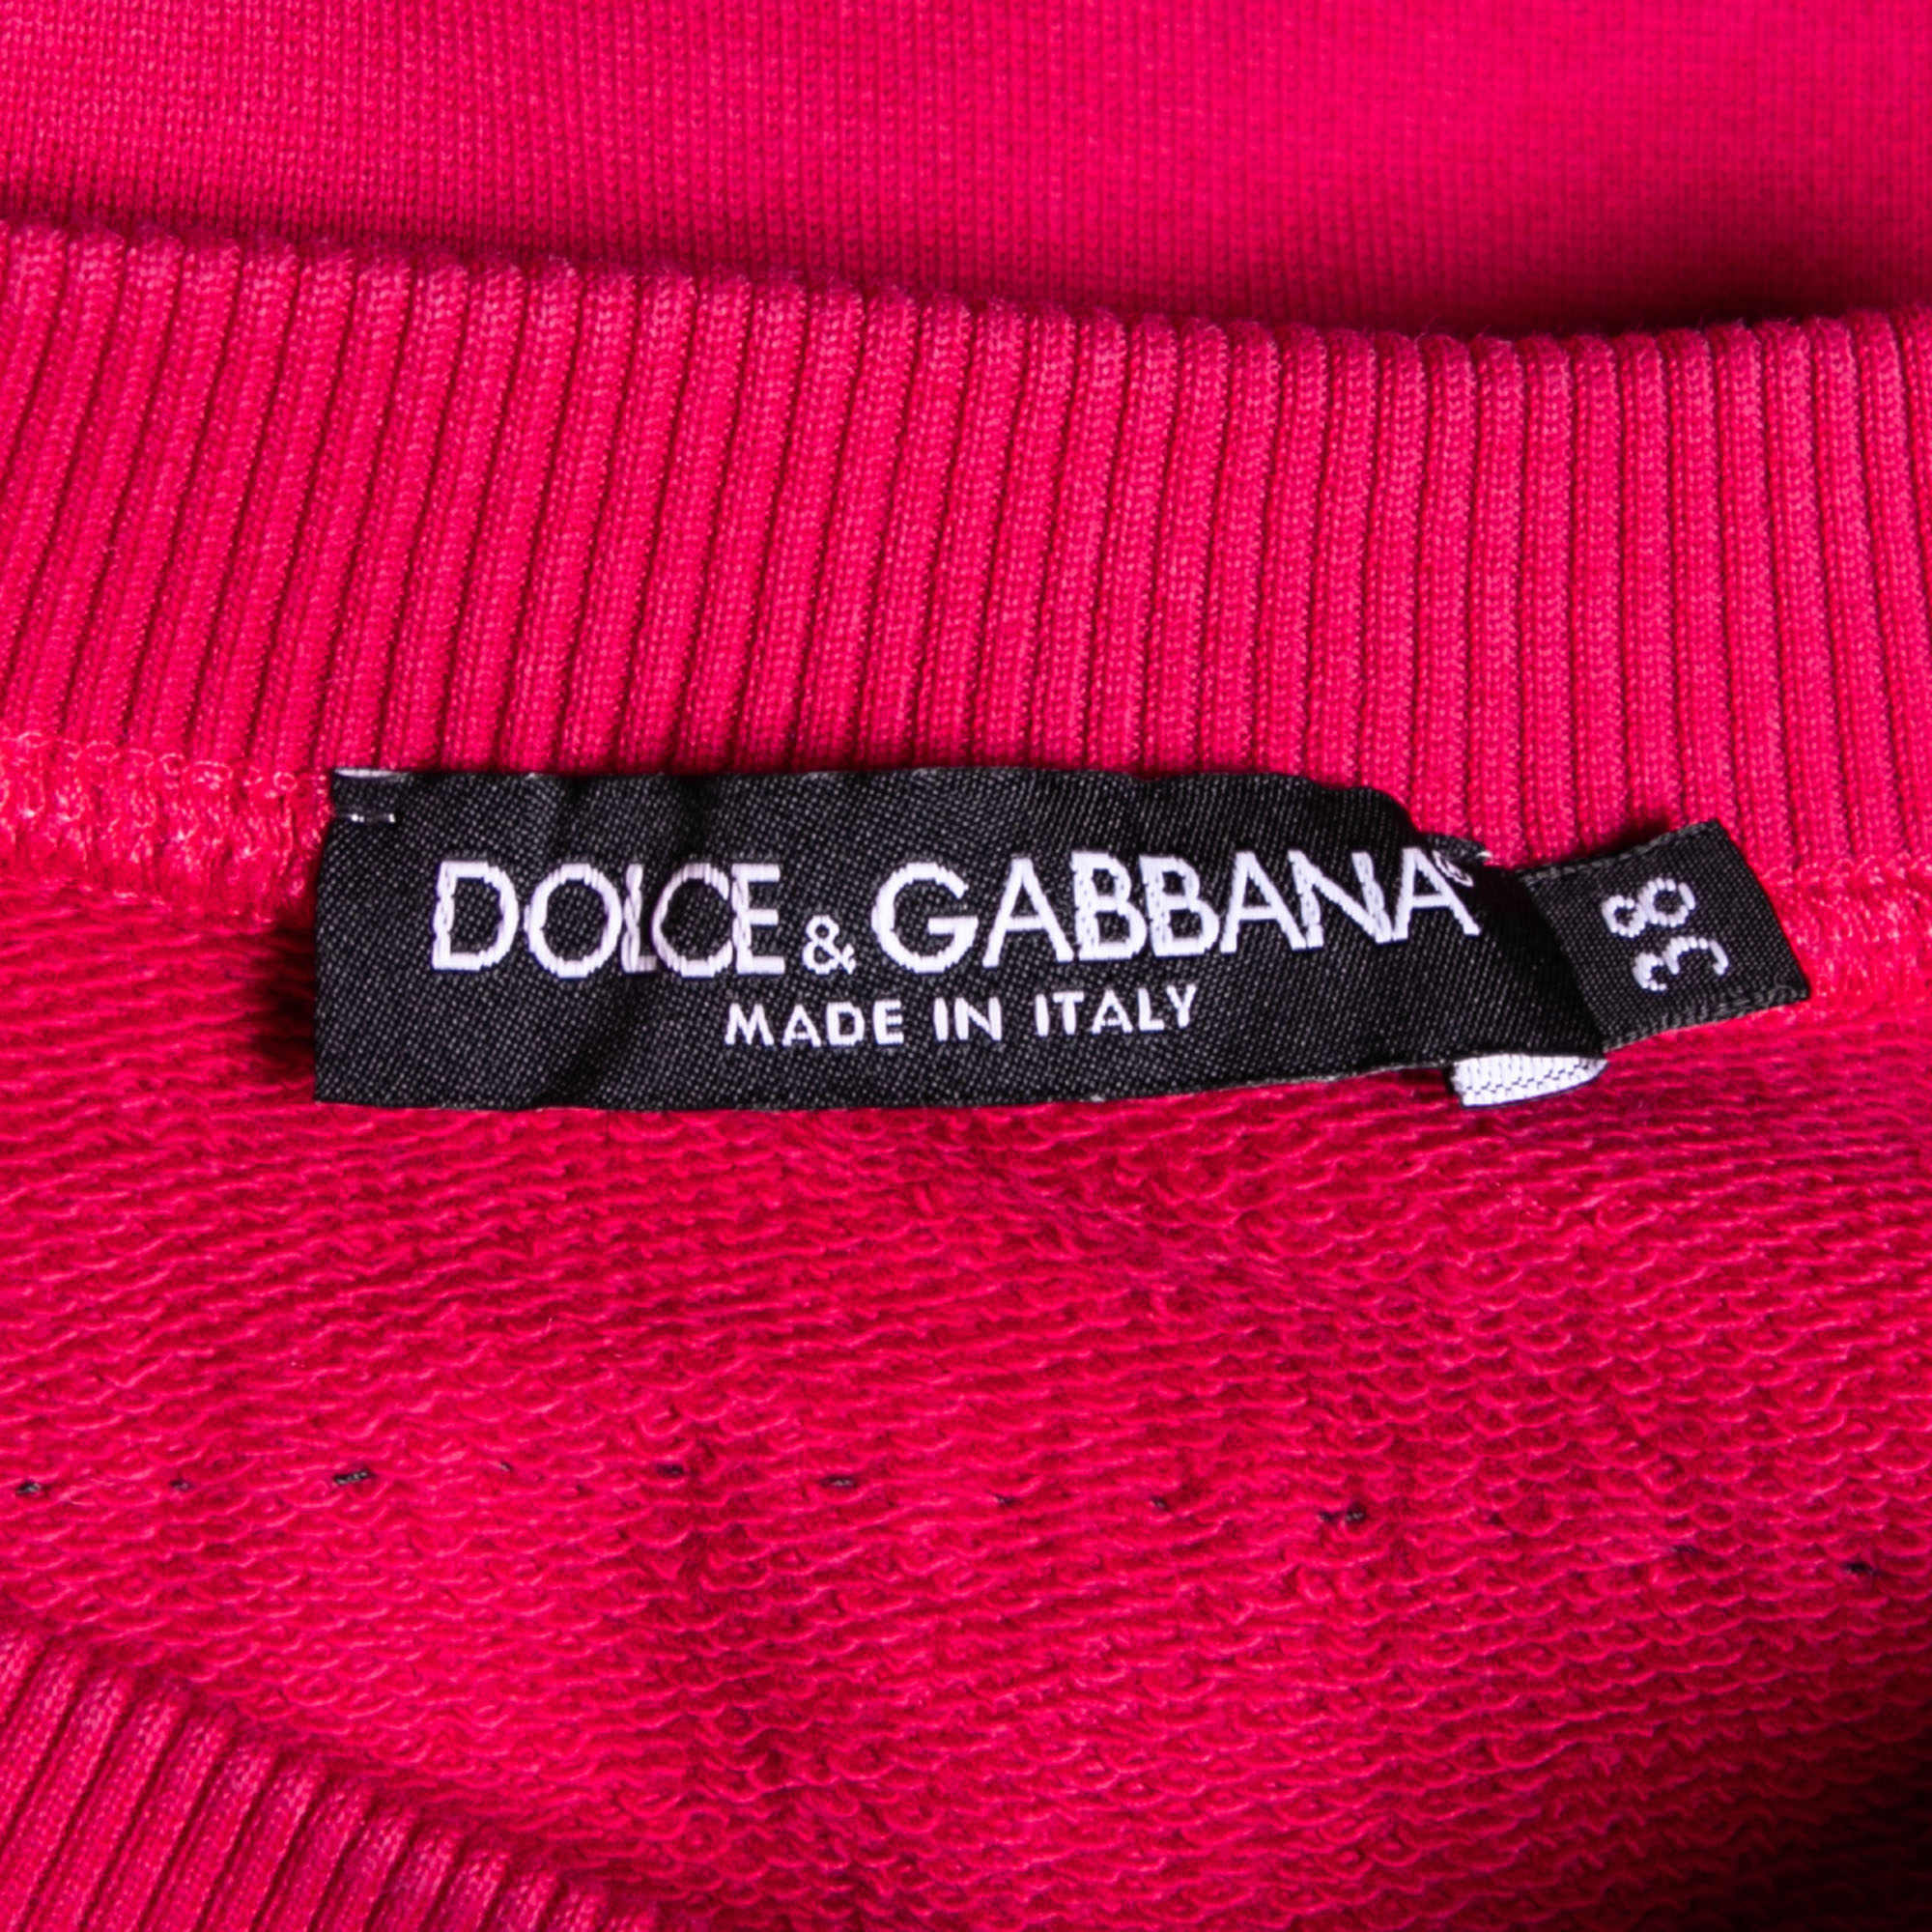 DOLCE & GABBANA
MADE IN ITALY
38